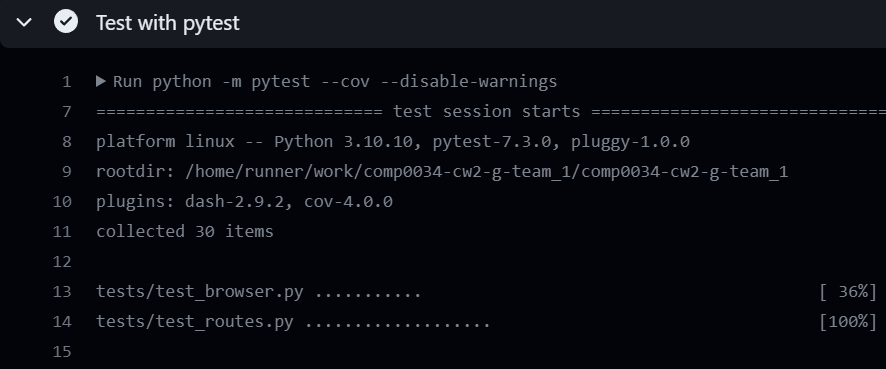 Test with pytest
1 ▶ Run python -m pytest --cov --disable-warnings
7 ============================= test session starts ==============================
8 platform linux -- Python 3.10.10, pytest-7.3.0, pluggy-1.0.0
9 rootdir: /home/runner/work/comp0034-cw2-g-team_1/comp0034-cw2-g-team_1
10 plugins: dash-2.9.2, cov-4.0.0
11 collected 30 items
12
13 tests/test_browser.py ........... [ 36%]
14 tests/test_routes.py ................... [100%]
15